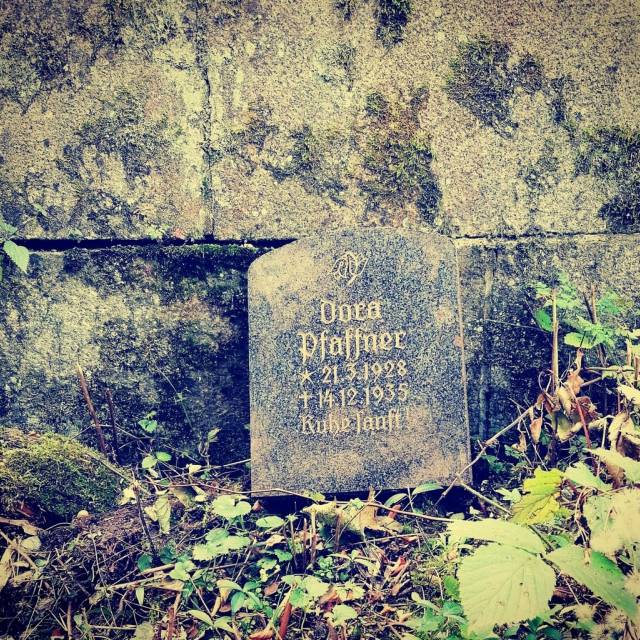 Dora
Pfaffner
* 21.3.1928
† 14.12.1935
Ruhe sanft!